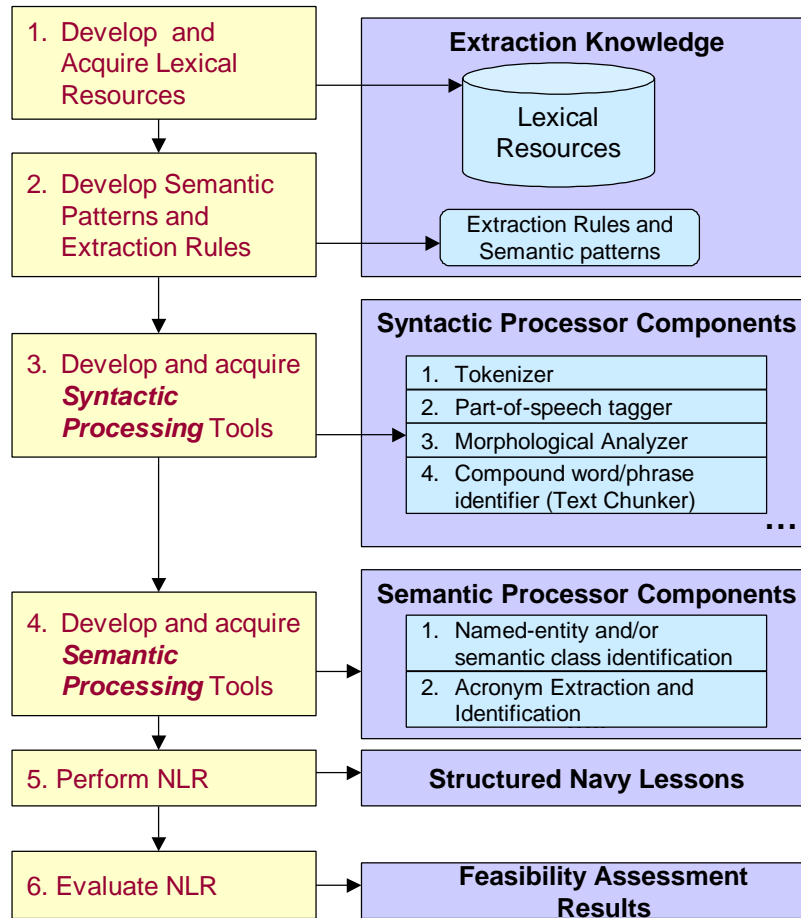 1. Develop and
Acquire Lexical
Resources
Extraction Knowledge
Lexical
Resources
2. Develop Semantic
Patterns and
Extraction Rules
Extraction Rules and
Semantic patterns
3. Develop and acquire
Syntactic
Processing Tools
Syntactic Processor Components
1. Tokenizer
2. Part-of-speech tagger
3. Morphological Analyzer
4. Compound word/phrase
identifier (Text Chunker)
...
4. Develop and acquire
Semantic
Processing Tools
Semantic Processor Components
1. Named-entity and/or
semantic class identification
2. Acronym Extraction and
Identification
.....
5. Perform NLR
Structured Navy Lessons
6. Evaluate NLR
Feasibility Assessment
Results